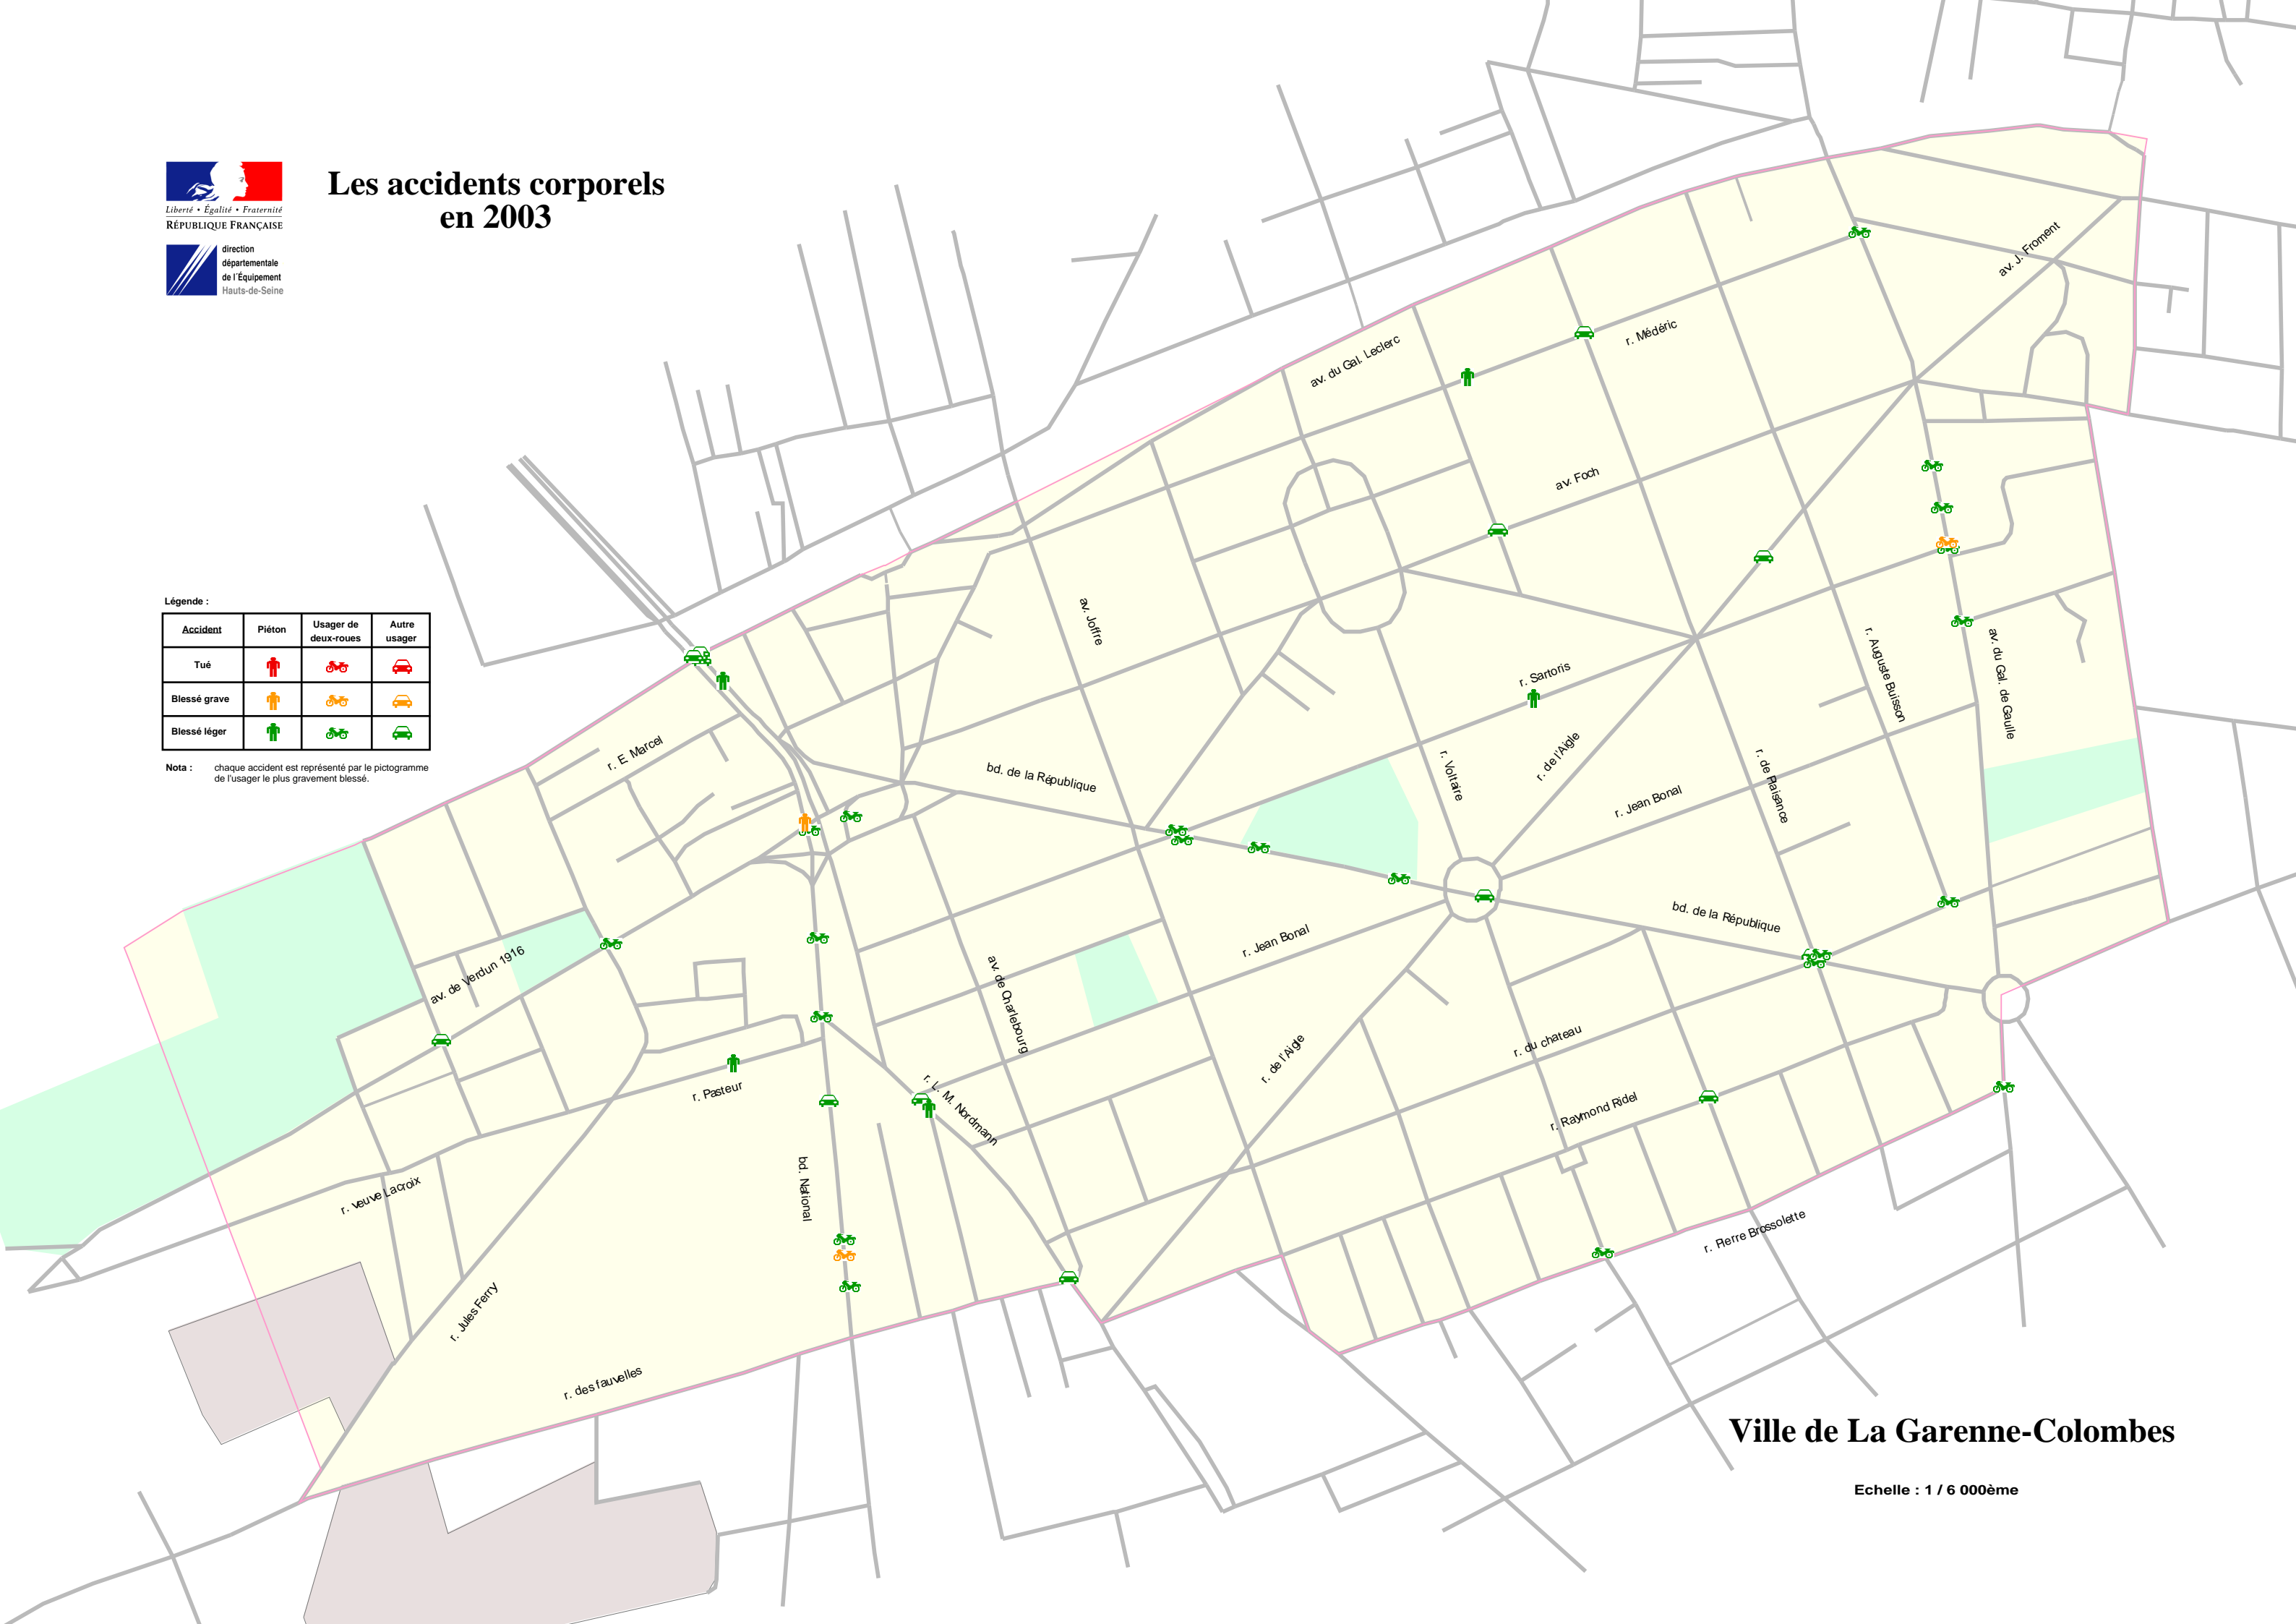 Les accidents corporels
en 2003
Liberté • Égalité • Fraternité
RÉPUBLIQUE FRANÇAISE
direction
départementale
de l'Équipement
Hauts-de-Seine
av. J. Froment
r. Médéric
av. du Gal. Leclerc
av. Foch
av. Joffre
r. Auguste Buisson
av. du Gal. de Gaulle
r. Sartoris
r. E. Marcel
r. de l'Aigle
r. Voltaire
r. de Plaisance
bd. de la République
r. Jean Bonal
bd. de la République
r. Jean Bonal
av. de Verdun 1916
av. de Charlebourg
r. du chateau
r. de l'Aigle
r. Pasteur
r. L. M. Nordmann
r. Raymond Ridel
bd. National
r. veuve Lacroix
r. Pierre Brossolette
r. Jules Ferry
r. des fauvelles
Légende :
Accident Piéton Usager de deux-roues Autre usager
Tué
Blessé grave
Blessé léger
Nota : chaque accident est représenté par le pictogramme
de l'usager le plus gravement blessé.
Ville de La Garenne-Colombes
Echelle : 1 / 6 000ème